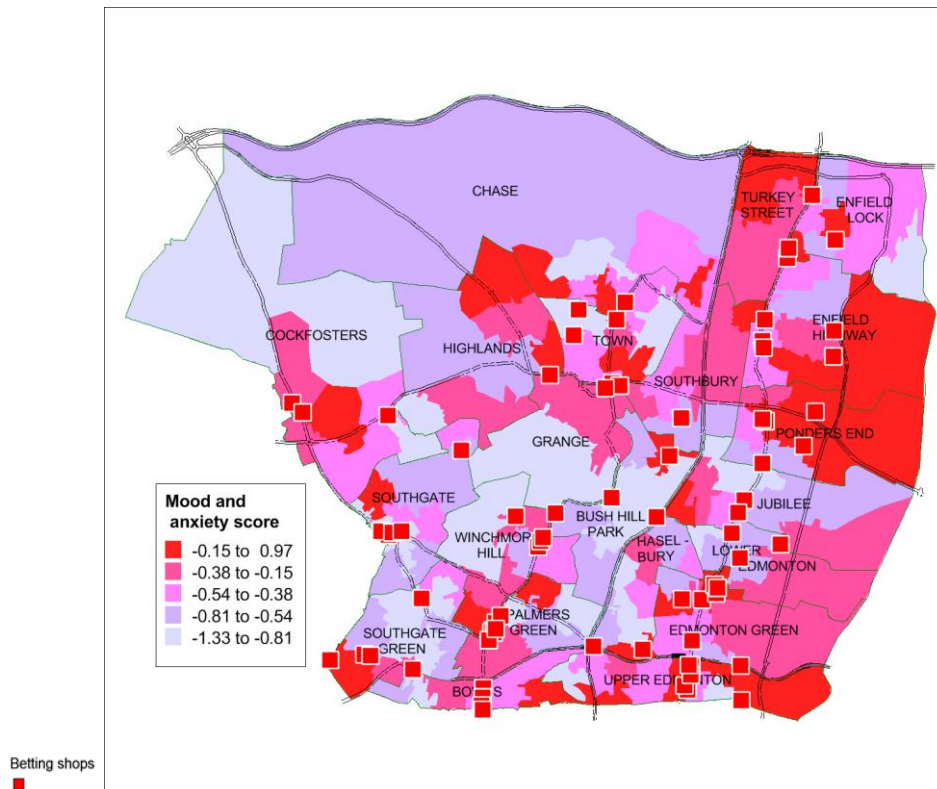 CHASE
TURKEY
STREET
ENFIELD
LOCK
COCKFOSTERS
HIGHLANDS
TOWN
ENFIELD
HIGHWAY
SOUTHBURY
GRANGE
PONDERS END
SOUTHGATE
JUBILEE
WINCHMORE
HILL
BUSH HILL
PARK
HASEL -
BURY
LOWER
EDMONTON
PALMERS
GREEN
SOUTHGATE
GREEN
EDMONTON GREEN
BOWES
UPPER EDMONTON
Mood and
anxiety score
-0.15 to 0.97
-0.38 to -0.15
-0.54 to -0.38
-0.81 to -0.54
-1.33 to -0.81
Betting shops